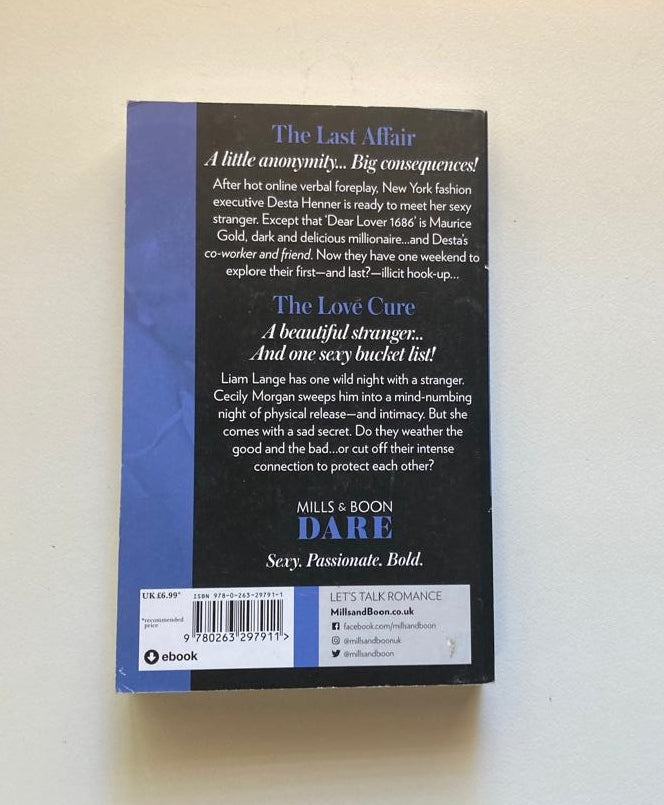 The Last Affair
A little anonymity... Big consequences!
After hot online verbal foreplay, New York fashion
executive Desta Henner is ready to meet her sexy
stranger. Except that ‘Dear Lover 1686’ is Maurice
Gold, dark and delicious millionaire...and Desta’s
co-worker and friend. Now they have one weekend to
explore their first—and last?—illicit hook-up...
The Love Cure
A beautiful stranger...
And one sexy bucket list!
Liam Lange has one wild night with a stranger.
Cecily Morgan sweeps him into a mind-numbing
night of physical release—and intimacy. But she
comes with a sad secret. Do they weather the
good and the bad...or cut off their intense
connection to protect each other?
MILLS & BOON
DARE
Sexy. Passionate. Bold.
UK £6.99*
*recommended
price
ISBN 978-0-263-29791-1
9 780263 297911 >
ebook
LET'S TALK ROMANCE
MillsandBoon.co.uk
facebook.com/millsandboon
@millsandboonuk
@millsandboon